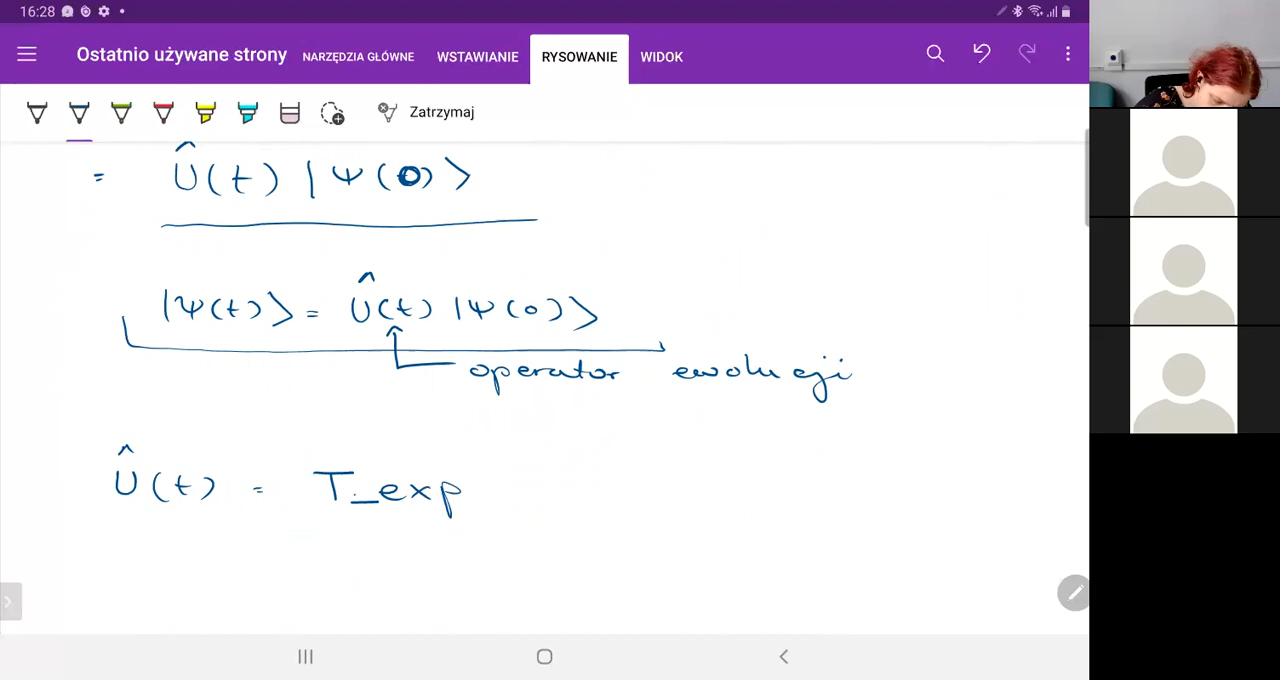 16:28
Ostatnio używane strony NARZĘDZIA GŁÓWNE WSTAWIANIE RYSOWANIE WIDOK
Zatrzymaj
= Û(t) |Ψ(0)>
|Ψ(t)> = Û(t) |Ψ(0)>
operator ewolucji
Û(t) = T_exp